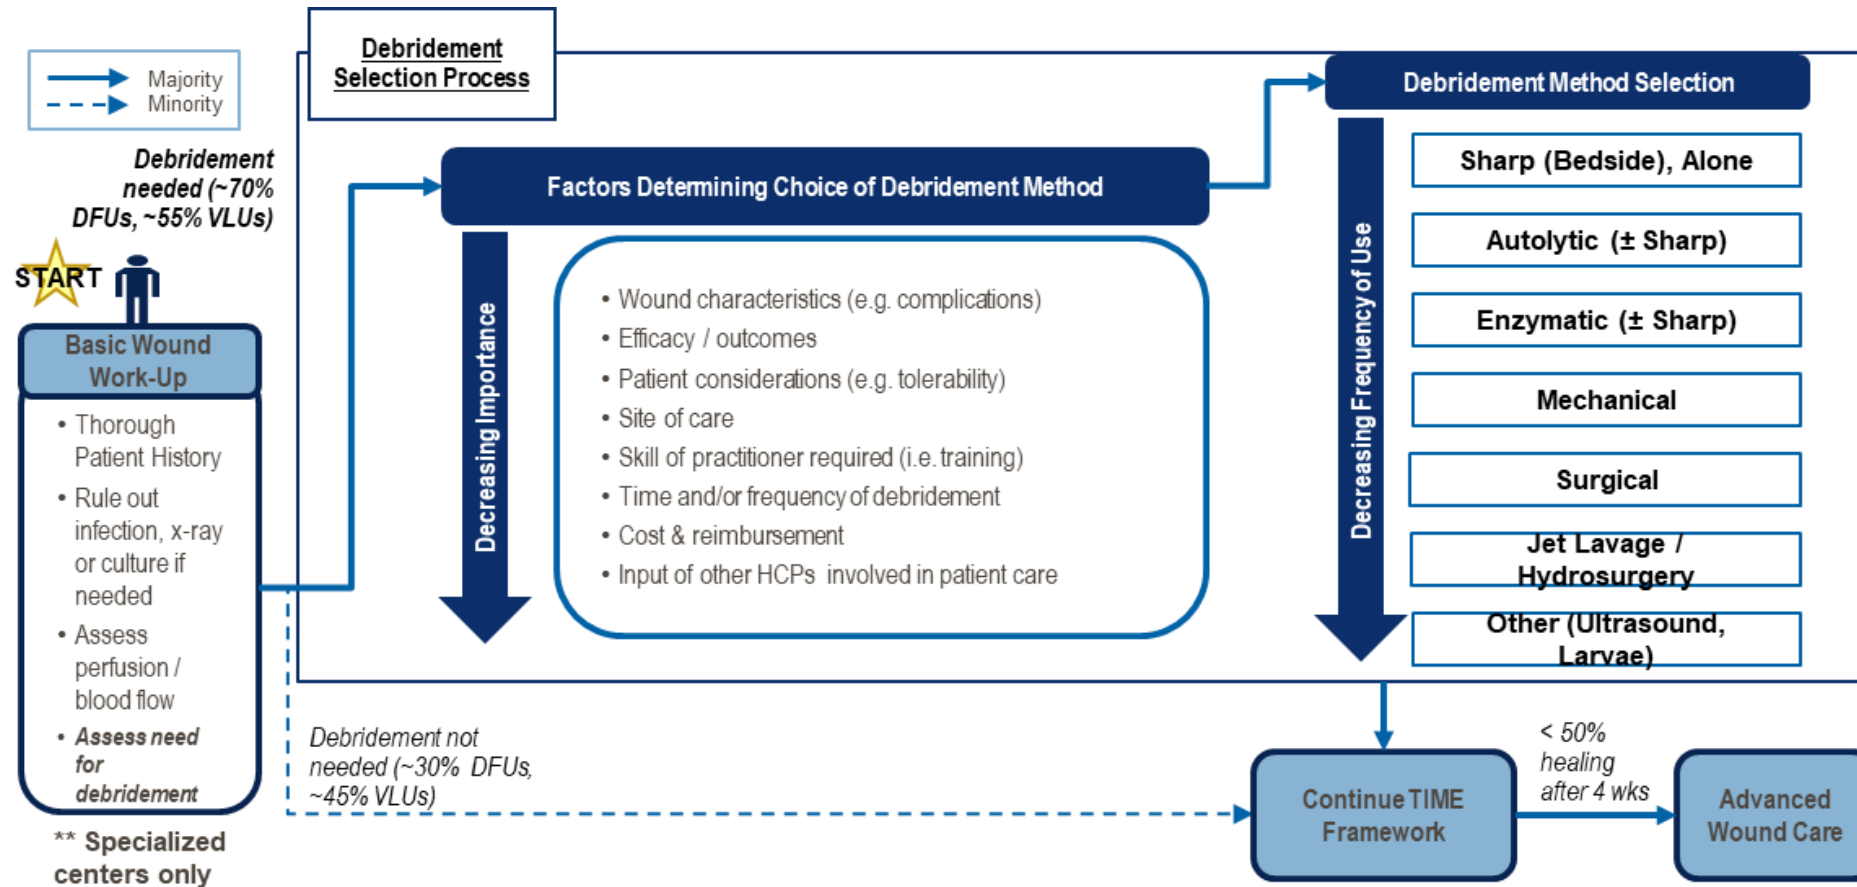 Debridement
Selection Process
Majority
Minority
Debridement
needed (~70%
DFUs, ~55% VLUs)
START
Basic Wound
Work-Up
• Thorough
Patient History
• Rule out
infection, x-ray
or culture if
needed
• Assess
perfusion /
blood flow
• Assess need
for
debridement
** Specialized
centers only
Factors Determining Choice of Debridement Method
Decreasing Importance
• Wound characteristics (e.g. complications)
• Efficacy / outcomes
• Patient considerations (e.g. tolerability)
• Site of care
• Skill of practitioner required (i.e. training)
• Time and/or frequency of debridement
• Cost & reimbursement
• Input of other HCPs involved in patient care
Debridement Method Selection
Decreasing Frequency of Use
Sharp (Bedside), Alone
Autolytic (± Sharp)
Enzymatic (± Sharp)
Mechanical
Surgical
Jet Lavage /
Hydrosurgery
Other (Ultrasound,
Larvae)
Debridement not
needed (~30% DFUs,
~45% VLUs)
Continue TIME
Framework
< 50%
healing
after 4 wks
Advanced
Wound Care